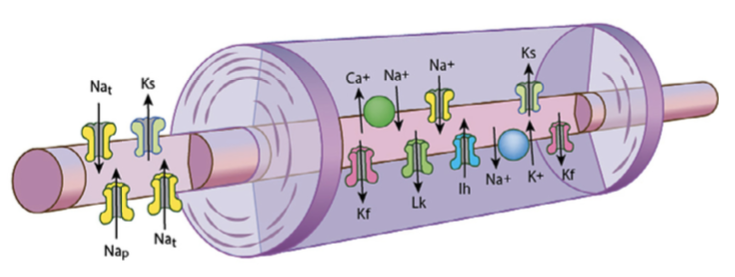 Nat
Ks
Nap
Nat
Ca+
Na+
Na+
Ks
Kf
Lk
Ih
Na+
K+
Kf